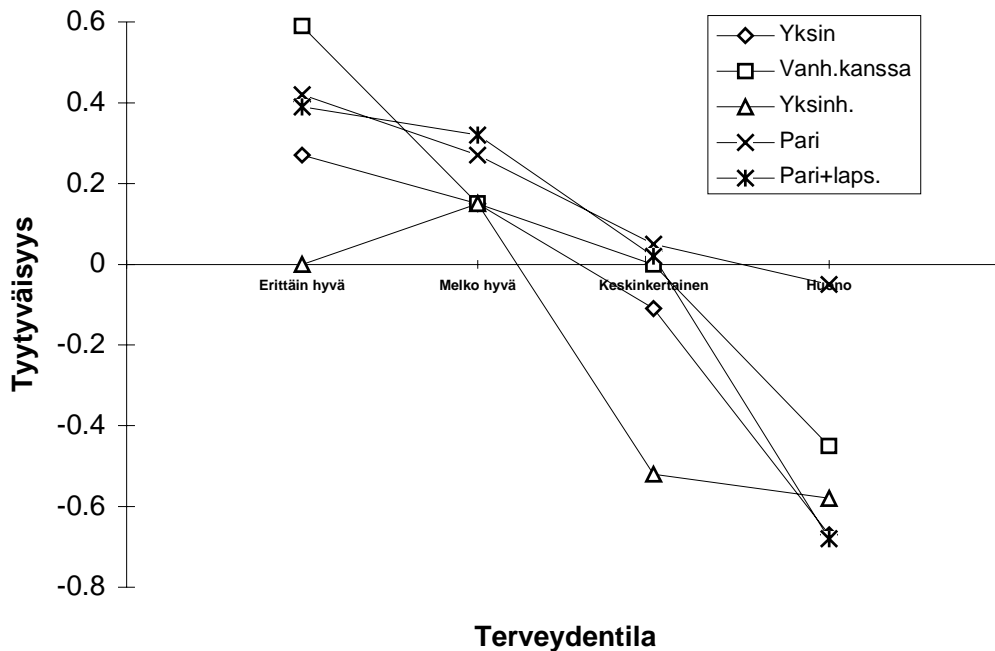 0.6
0.4
0.2
0
-0.2
-0.4
-0.6
-0.8
Tyytyväisyys
Yksin
Vanh.kanssa
Yksinh.
Pari
Pari+laps.
Erittäin hyvä
Melko hyvä
Keskinkertainen
Huono
Terveydentila